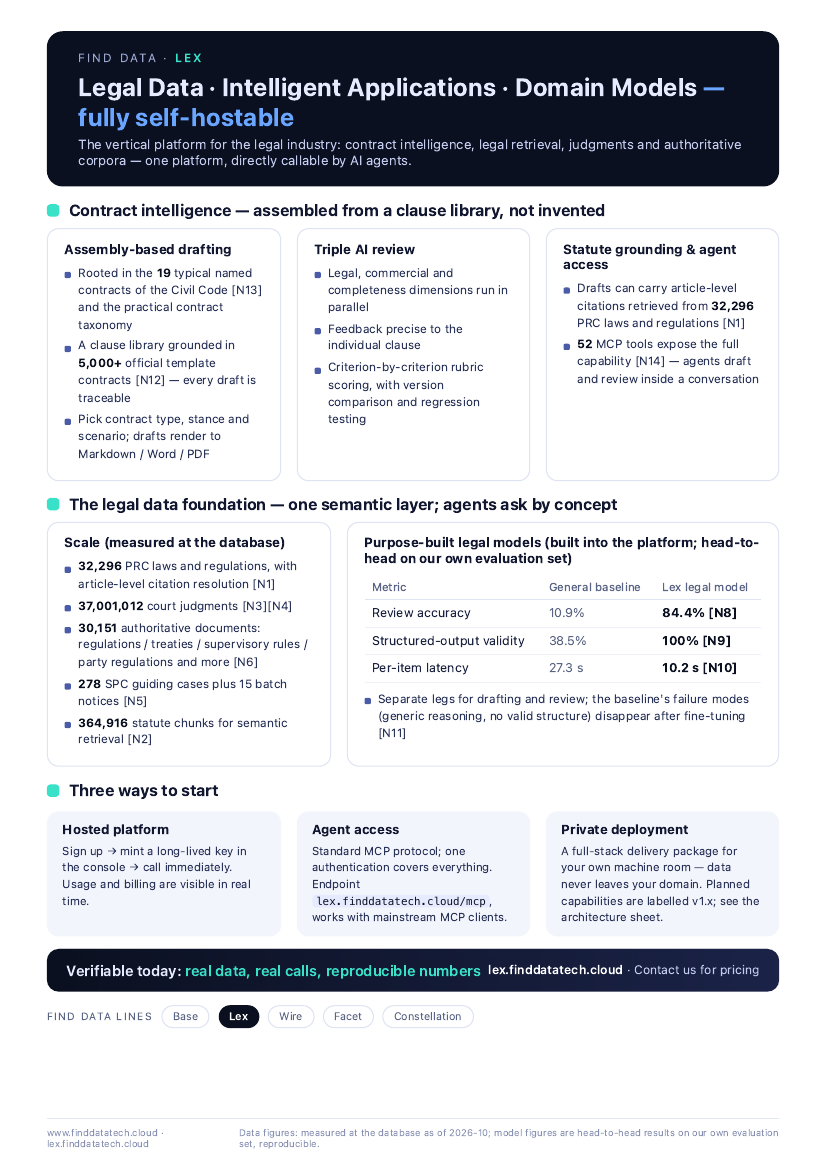 FIND DATA · LEX
Legal Data · Intelligent Applications · Domain Models —
fully self-hostable
The vertical platform for the legal industry: contract intelligence, legal retrieval, judgments and authoritative
corpora — one platform, directly callable by AI agents.
Contract intelligence — assembled from a clause library, not invented
Assembly-based drafting
Rooted in the 19 typical named
contracts of the Civil Code [N13]
and the practical contract
taxonomy
A clause library grounded in
5,000+ official template
contracts [N12] — every draft is
traceable
Pick contract type, stance and
scenario; drafts render to
Markdown / Word / PDF
Triple AI review
Legal, commercial and
completeness dimensions run in
parallel
Feedback precise to the
individual clause
Criterion-by-criterion rubric
scoring, with version
comparison and regression
testing
Statute grounding & agent
access
Drafts can carry article-level
citations retrieved from 32,296
PRC laws and regulations [N1]
52 MCP tools expose the full
capability [N14] — agents draft
and review inside a conversation
The legal data foundation — one semantic layer; agents ask by concept
Scale (measured at the database)
32,296 PRC laws and regulations, with
article-level citation resolution [N1]
37,001,012 court judgments [N3][N4]
30,151 authoritative documents:
regulations / treaties / supervisory rules /
party regulations and more [N6]
278 SPC guiding cases plus 15 batch
notices [N5]
364,916 statute chunks for semantic
retrieval [N2]
Purpose-built legal models (built into the platform; head-to-
head on our own evaluation set)
Metric General baseline Lex legal model
Review accuracy 10.9% 84.4% [N8]
Structured-output validity 38.5% 100% [N9]
Per-item latency 27.3 s 10.2 s [N10]
Separate legs for drafting and review; the baseline's failure modes
(generic reasoning, no valid structure) disappear after fine-tuning
[N11]
Three ways to start
Hosted platform
Sign up → mint a long-lived key in
the console → call immediately.
Usage and billing are visible in real
time.
Agent access
Standard MCP protocol; one
authentication covers everything.
Endpoint
lex.finddatatech.cloud/mcp,
works with mainstream MCP clients.
Private deployment
A full-stack delivery package for
your own machine room — data
never leaves your domain. Planned
capabilities are labelled v1.x; see the
architecture sheet.
Verifiable today: real data, real calls, reproducible numbers lex.finddatatech.cloud · Contact us for pricing
FIND DATA LINES Base Lex Wire Facet Constellation
www.finddatatech.cloud ·
lex.finddatatech.cloud
Data figures: measured at the database as of 2026-10; model figures are head-to-head results on our own evaluation
set, reproducible.